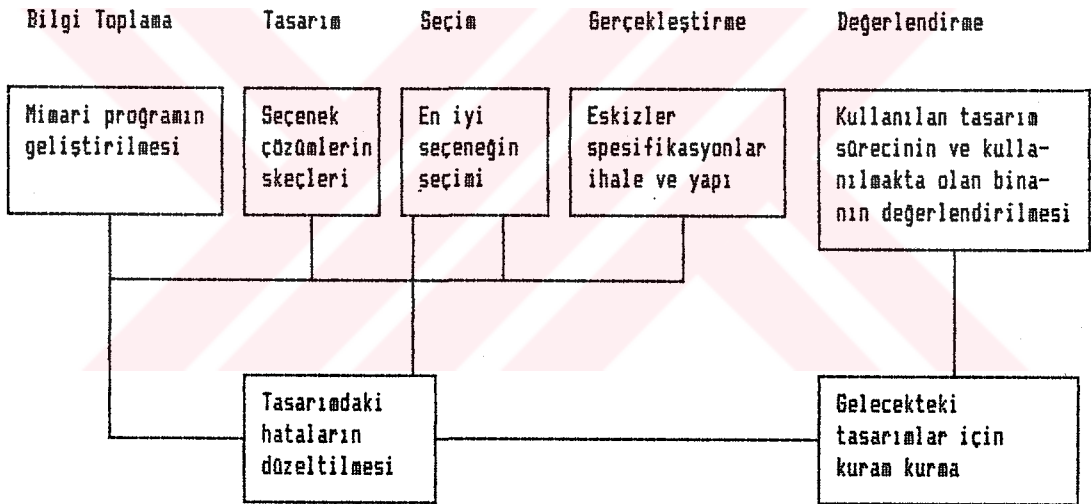 Bilgi Toplama Tasarım Seçim Gerçekleştirme Değerlendirme
Mimari proğramın
geliştirilmesi
Seçenek
çözümlerin
skeçleri
En iyi
seçeneğin
seçimi
Eskizler
spesifikasyonlar
ihale ve yapı
Kullanılan tasarım
sürecinin ve kulla-
nılmakta olan bina-
nın değerlendirilmesi
Tasarımdaki
hataların
düzeltilmesi
Gelecekteki
tasarımlar için
kuram kurma